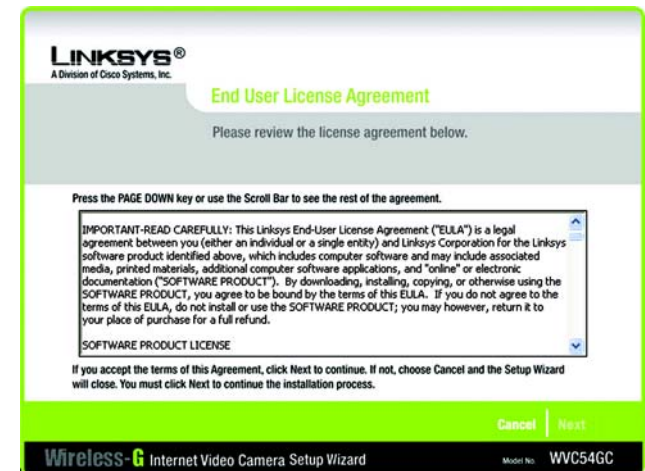 LINKSYS®
A Division of Cisco Systems, Inc.
End User License Agreement
Please review the license agreement below.
Press the PAGE DOWN key or use the Scroll Bar to see the rest of the agreement.
IMPORTANT-READ CAREFULLY: This Linksys End-User License Agreement ("EULA") is a legal
agreement between you (either an individual or a single entity) and Linksys Corporation for the Linksys
software product identified above, which includes computer software and may include associated
media, printed materials, additional computer software applications, and "online" or electronic
documentation ("SOFTWARE PRODUCT"). By downloading, installing, copying, or otherwise using the
SOFTWARE PRODUCT, you agree to be bound by the terms of this EULA. If you do not agree to the
terms of this EULA, do not install or use the SOFTWARE PRODUCT; you may however, return it to
your place of purchase for a full refund.
SOFTWARE PRODUCT LICENSE
If you accept the terms of this Agreement, click Next to continue. If not, choose Cancel and the Setup Wizard
will close. You must click Next to continue the installation process.
Cancel Next
Wireless-G Internet Video Camera Setup Wizard Model No. WVC54GC